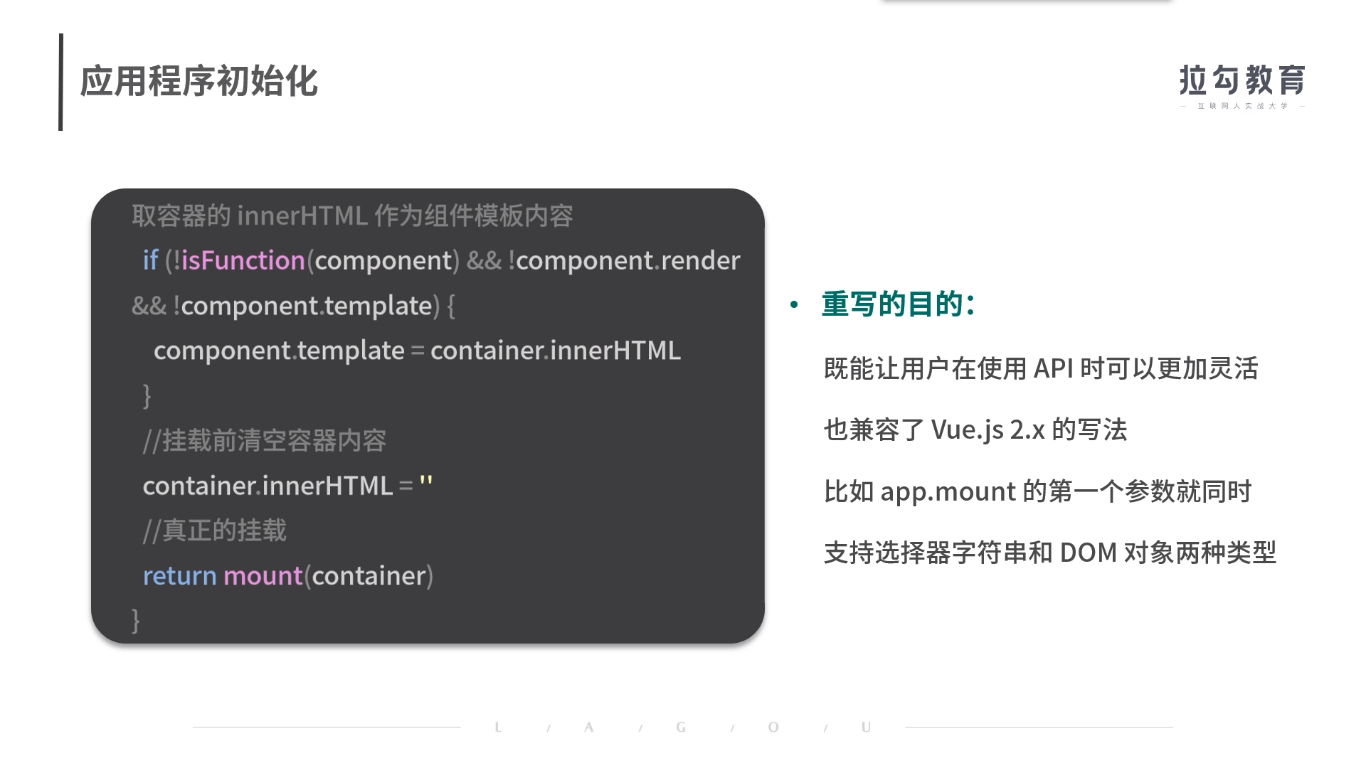 应用程序初始化
拉勾教育
互联网人实战大学
取容器的 innerHTML 作为组件模板内容
if (!isFunction(component) && !component.render
&& !component.template) {
component.template = container.innerHTML
}
//挂载前清空容器内容
container.innerHTML = ''
//真正的挂载
return mount(container)
}
• 重写的目的：
既能让用户在使用 API 时可以更加灵活
也兼容了 Vue.js 2.x 的写法
比如 app.mount 的第一个参数就同时
支持选择器字符串和 DOM 对象两种类型
L / A / G / O / U